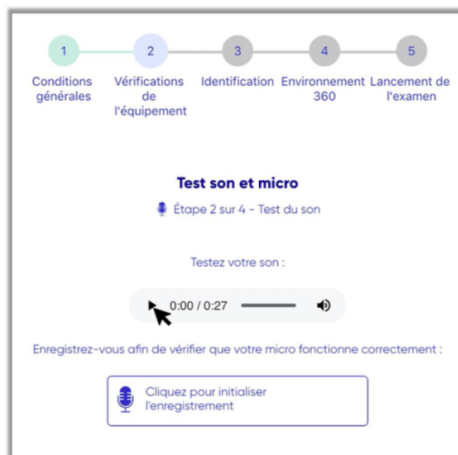 1 2 3 4 5
Conditions générales
Vérifications de l'équipement
Identification
Environnement 360
Lancement de l'examen
Test son et micro
Étape 2 sur 4 - Test du son
Testez votre son :
0:00 / 0:27
Enregistrez-vous afin de vérifier que votre micro fonctionne correctement :
Cliquez pour initialiser
l'enregistrement